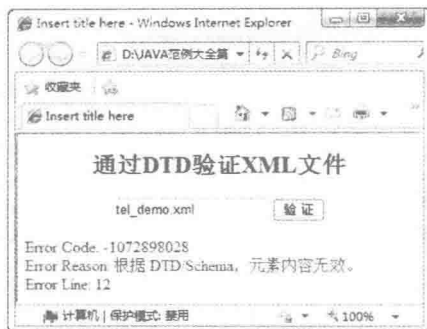 Insert title here - Windows Internet Explorer
D:\JAVA范例大全篇
Bing
收藏夹
Insert title here
通过DTD验证XML文件
tel_demo.xml 验 证
Error Code: -1072898028
Error Reason: 根据 DTD/Schema，元素内容无效。
Error Line: 12
计算机 | 保护模式: 禁用 100%